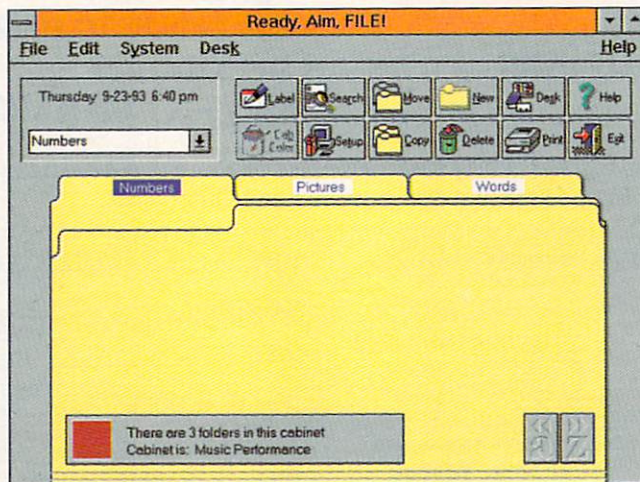 Ready, Aim, FILE!
File Edit System Desk Help
Thursday 9-23-93 6:40 pm
Label Search Move New Desk Help
Numbers
Setup Copy Delete Print Exit
Numbers Pictures Words
There are 3 folders in this cabinet
Cabinet is: Music Performance
a Z